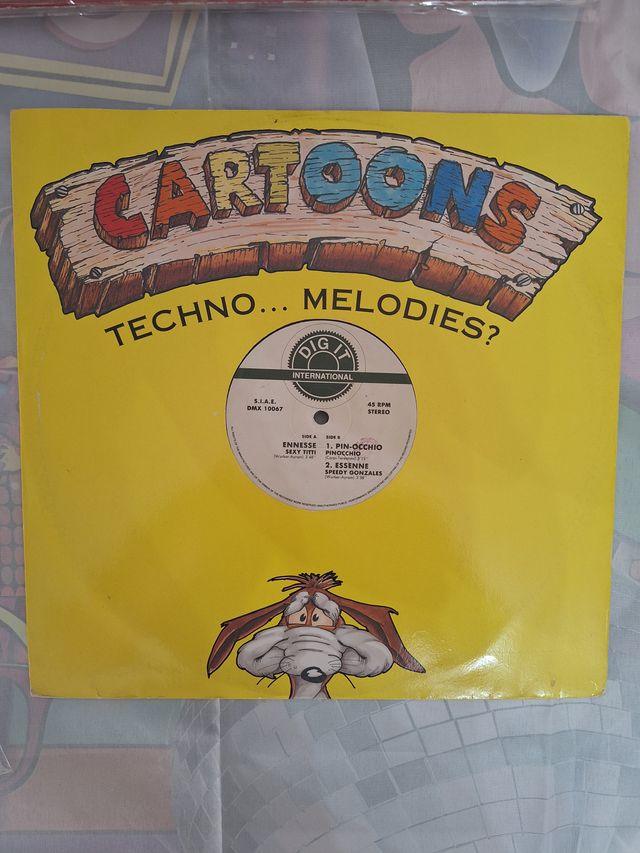 CARTOONS
TECHNO... MELODIES?
DIG IT
INTERNATIONAL
S.I.A.E.
DMX 10067
45 RPM
STEREO
SIDE A
ENNESSE
SEXY TITTI
SIDE B
1. PIN-OCCHIO
PINOCCHIO
2. ESSENNE
SPEEDY GONZALES